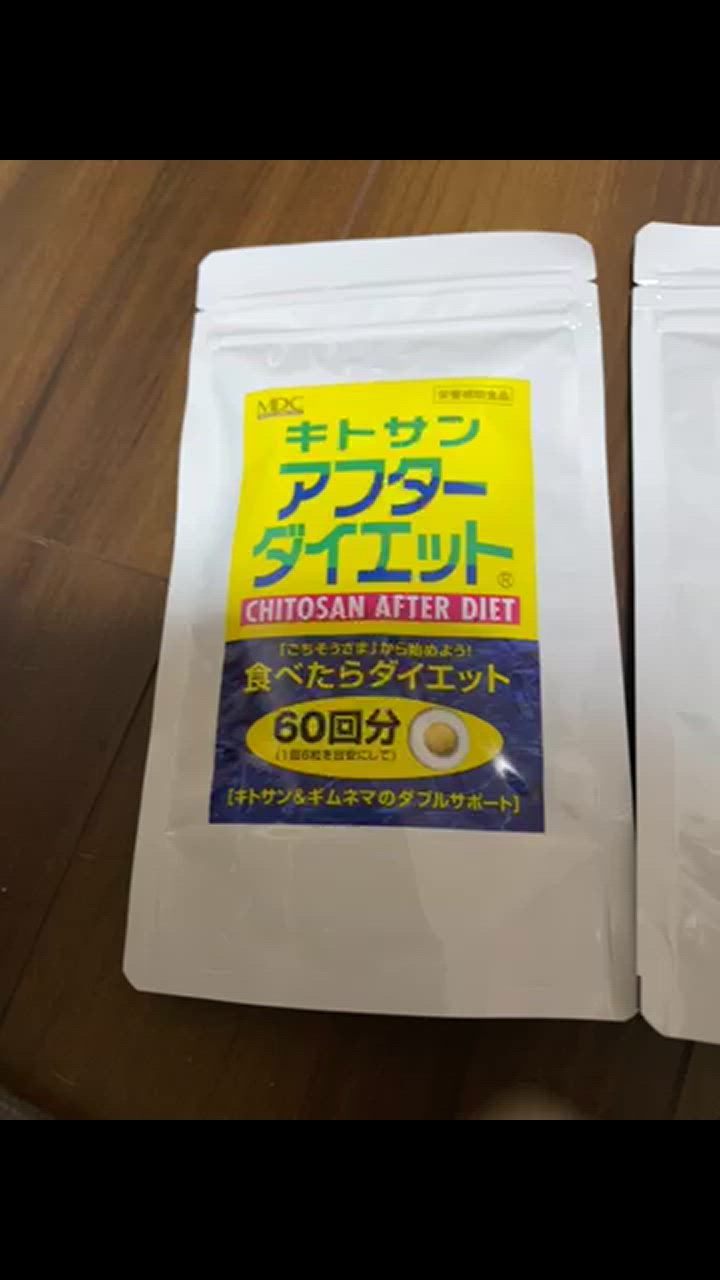 MDC
栄養補助食品
キトサン
アフター
ダイエット®
CHITOSAN AFTER DIET
「ごちそうさま」から始めよう!
食べたらダイエット
60回分
(1回6粒を目安にして)
[キトサン&ギムネマのダブルサポート]